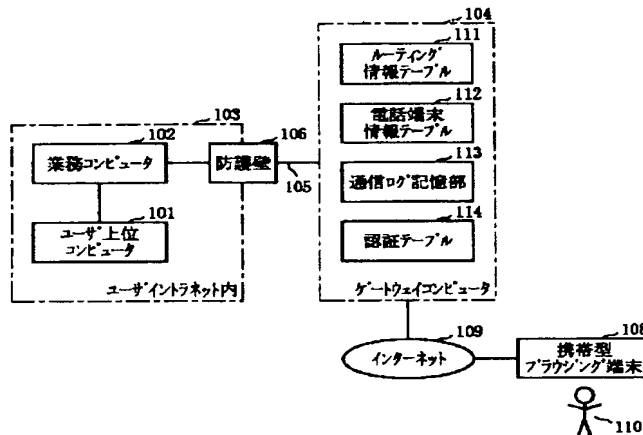 104
111
ルーティング
情報テーブル
112
電話端末
情報テーブル
113
通信ログ記憶部
114
認証テーブル
ゲートウェイコンピュータ
103
102
業務コンピュータ
106
防護壁
105
101
ユーザ上位
コンピュータ
ユーザイントラネット内
109
インターネット
108
携帯型
ブラウジング端末
110